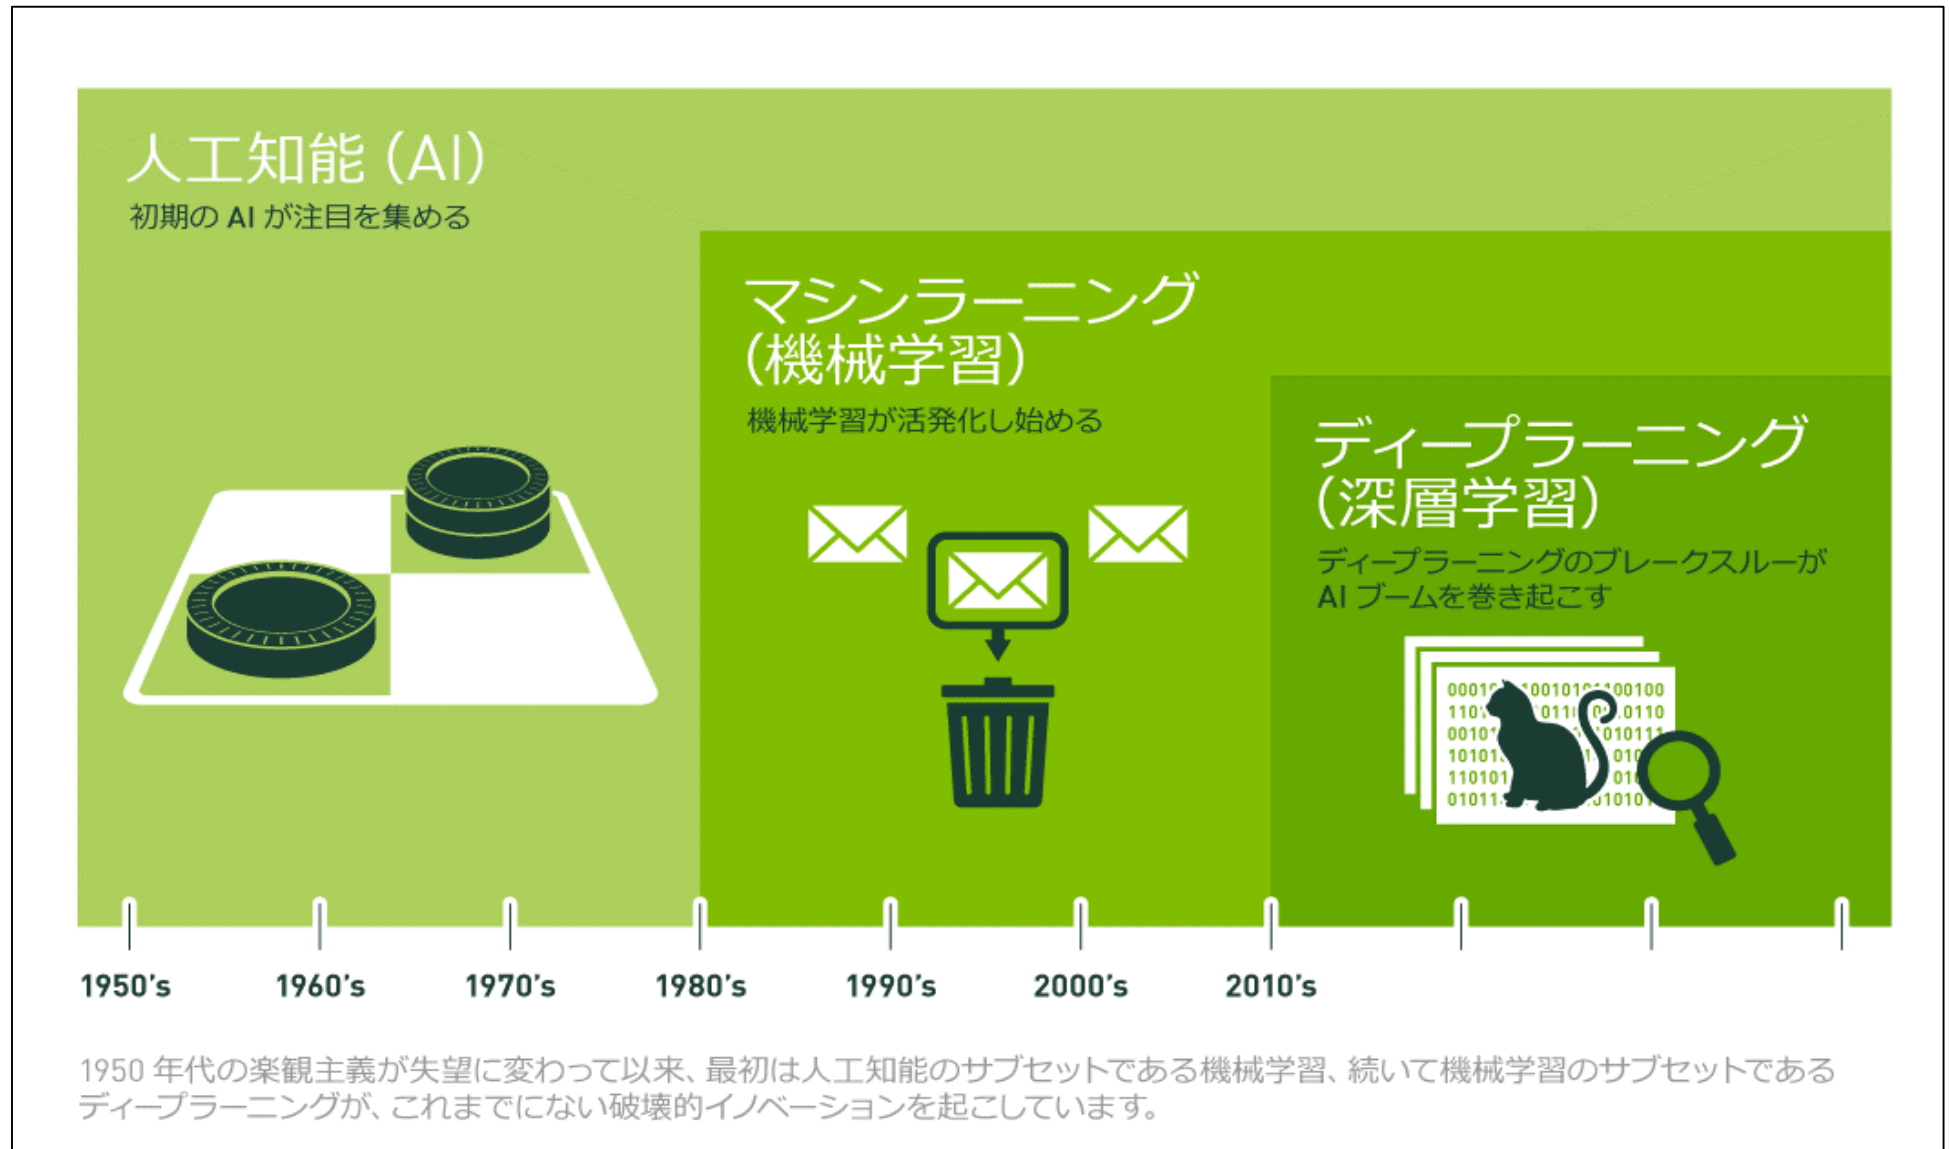 人工知能 (AI)
初期の AI が注目を集める
マシンラーニング
(機械学習)
機械学習が活発化し始める
ディープラーニング
(深層学習)
ディープラーニングのブレークスルーが
AI ブームを巻き起こす
1950's 1960's 1970's 1980's 1990's 2000's 2010's
1950 年代の楽観主義が失望に変わって以来、最初は人工知能のサブセットである機械学習、続いて機械学習のサブセットである
ディープラーニングが、これまでにない破壊的イノベーションを起こしています。